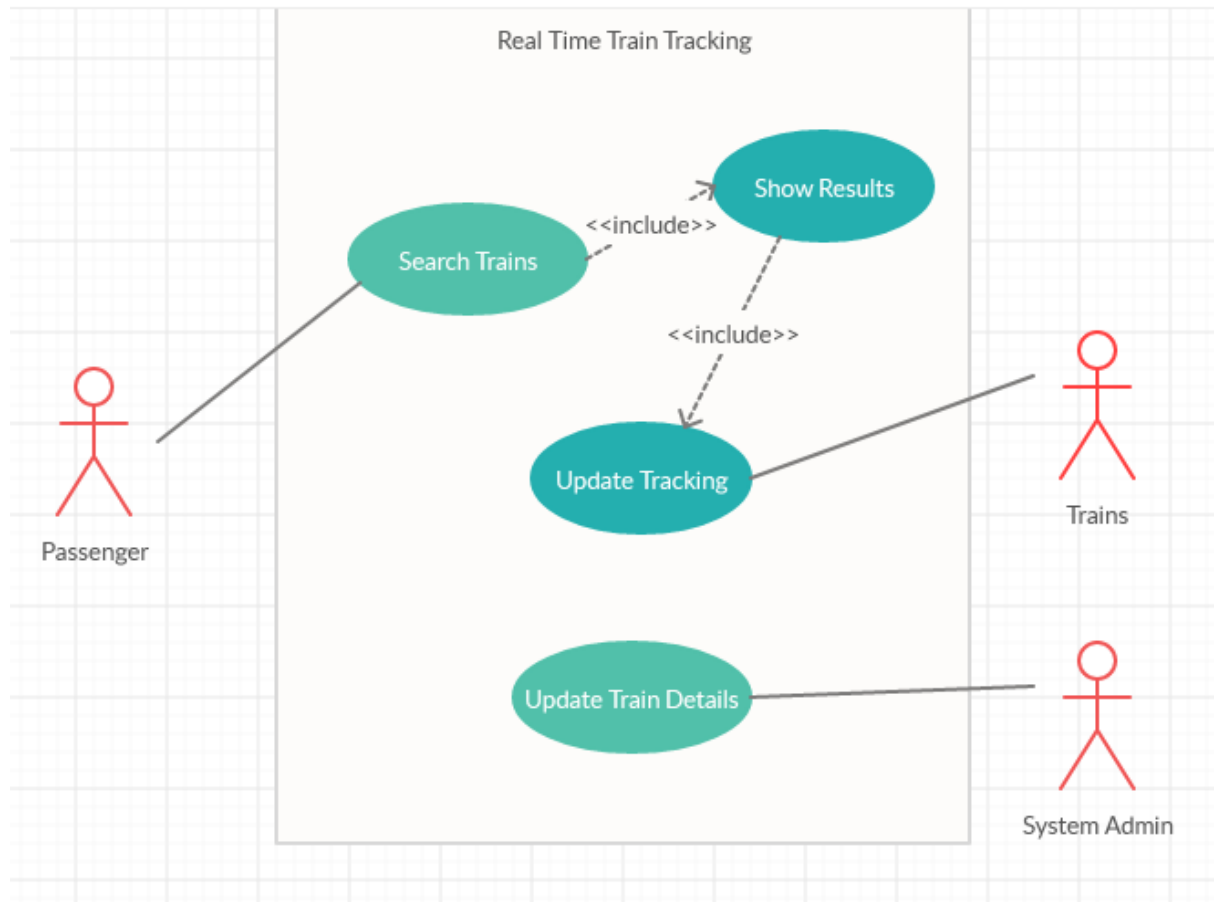 Real Time Train Tracking
Show Results
<<include>>
Search Trains
<<include>>
Update Tracking
Trains
Passenger
Update Train Details
System Admin